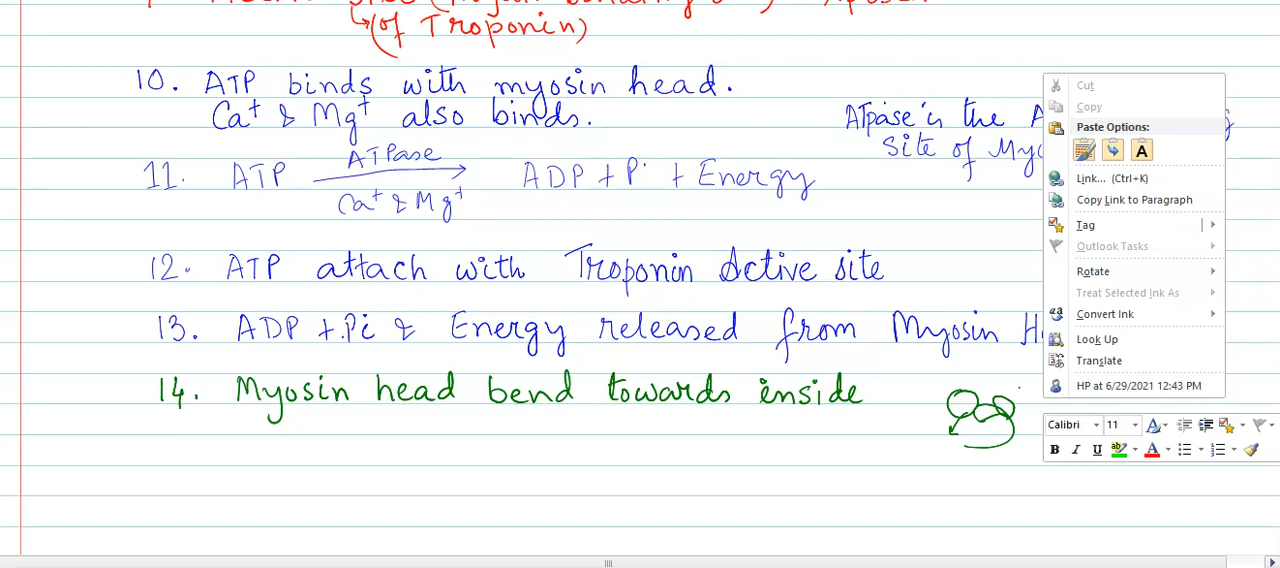 (of Troponin)
10. ATP binds with myosin head.
Ca+ & Mg+ also binds.
ATpase is the A
Site of Myo
11. ATP ATPase Ca+ & Mg+ ADP + Pi + Energy
12. ATP attach with Troponin Active site
13. ADP + Pi & Energy released from Myosin H
14. Myosin head bend towards inside
Cut
Copy
Paste Options:
A
Link... (Ctrl+K)
Copy Link to Paragraph
Tag
Outlook Tasks
Rotate
Treat Selected Ink As
Convert Ink
Look Up
Translate
HP at 6/29/2021 12:43 PM
Calibri 11
B I U ab A